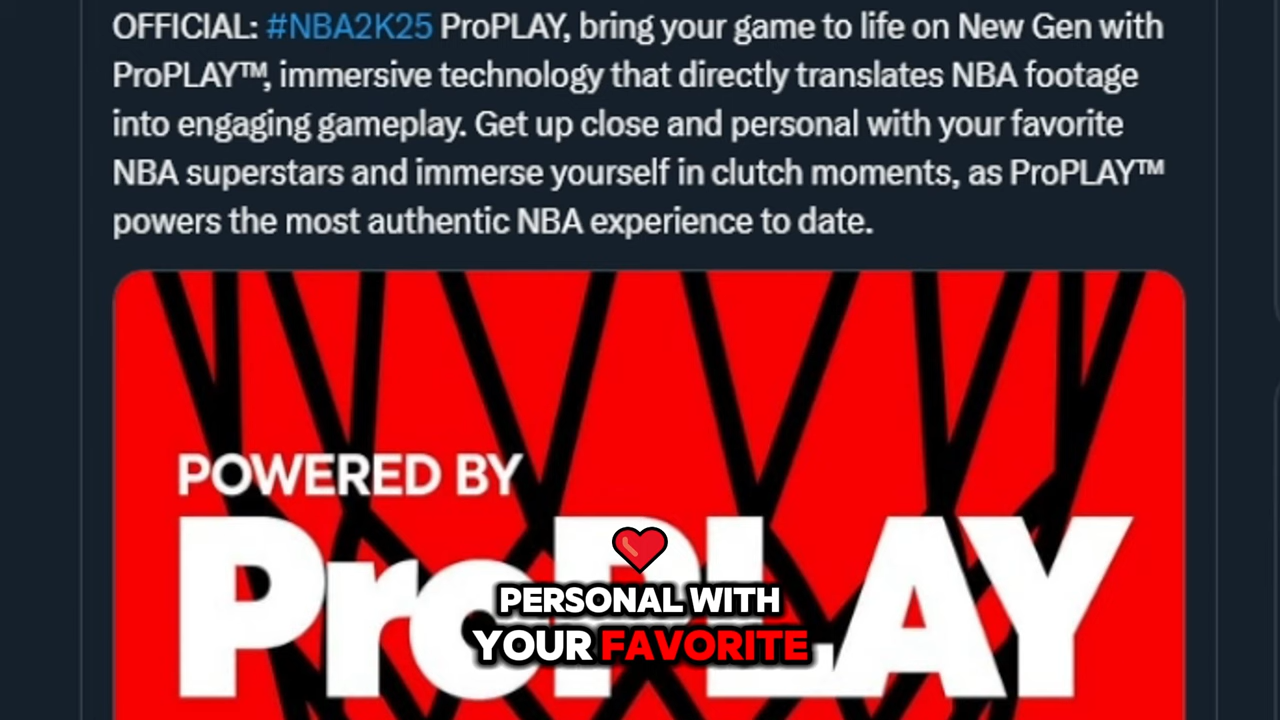 OFFICIAL: #NBA2K25 ProPLAY, bring your game to life on New Gen with
ProPLAY™, immersive technology that directly translates NBA footage
into engaging gameplay. Get up close and personal with your favorite
NBA superstars and immerse yourself in clutch moments, as ProPLAY™
powers the most authentic NBA experience to date.
POWERED BY
ProPLAY
PERSONAL WITH
YOUR FAVORITE